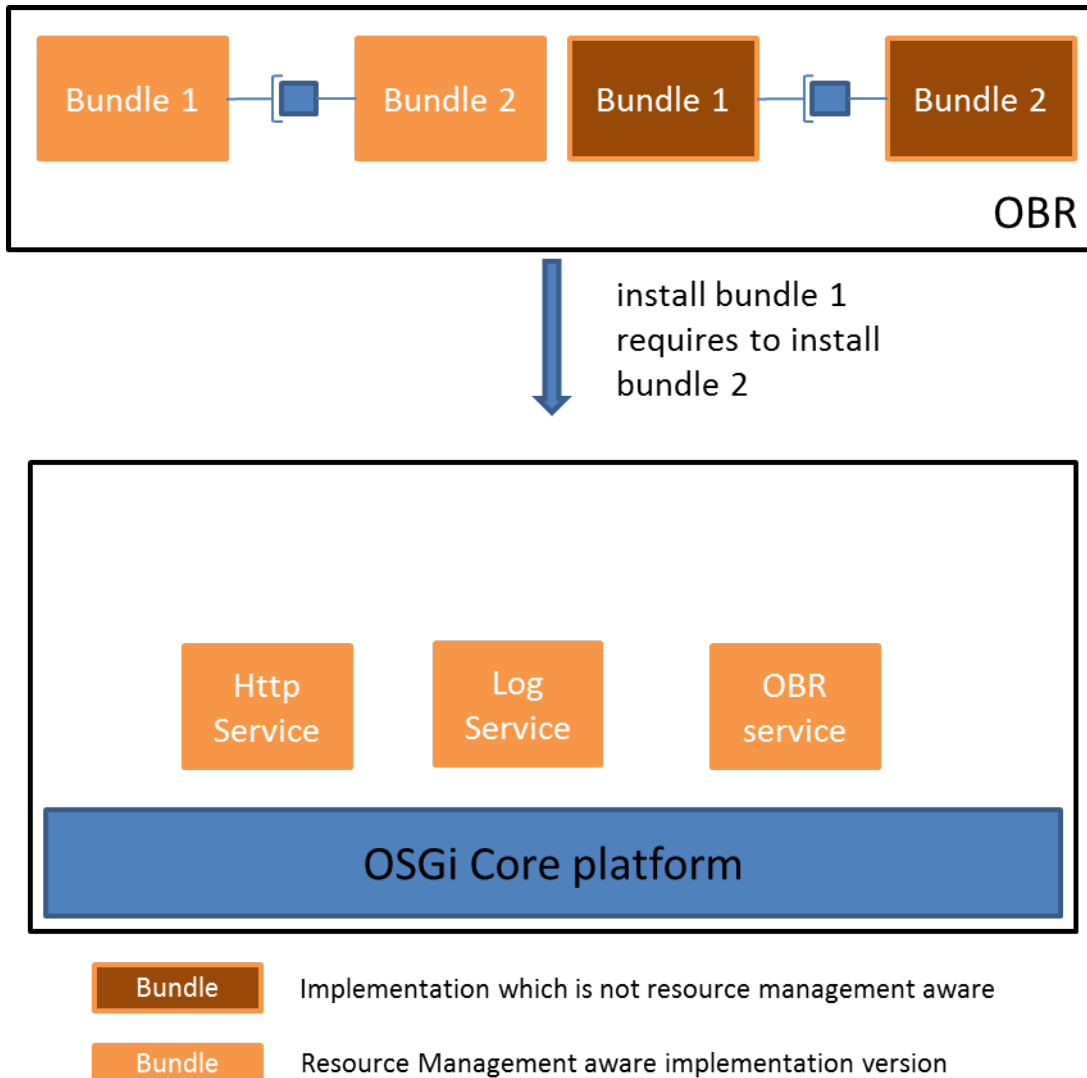 Bundle 1
Bundle 2
Bundle 1
Bundle 2
OBR
install bundle 1
requires to install
bundle 2
Http
Service
Log
Service
OBR
service
OSGi Core platform
Bundle
Implementation which is not resource management aware
Bundle
Resource Management aware implementation version